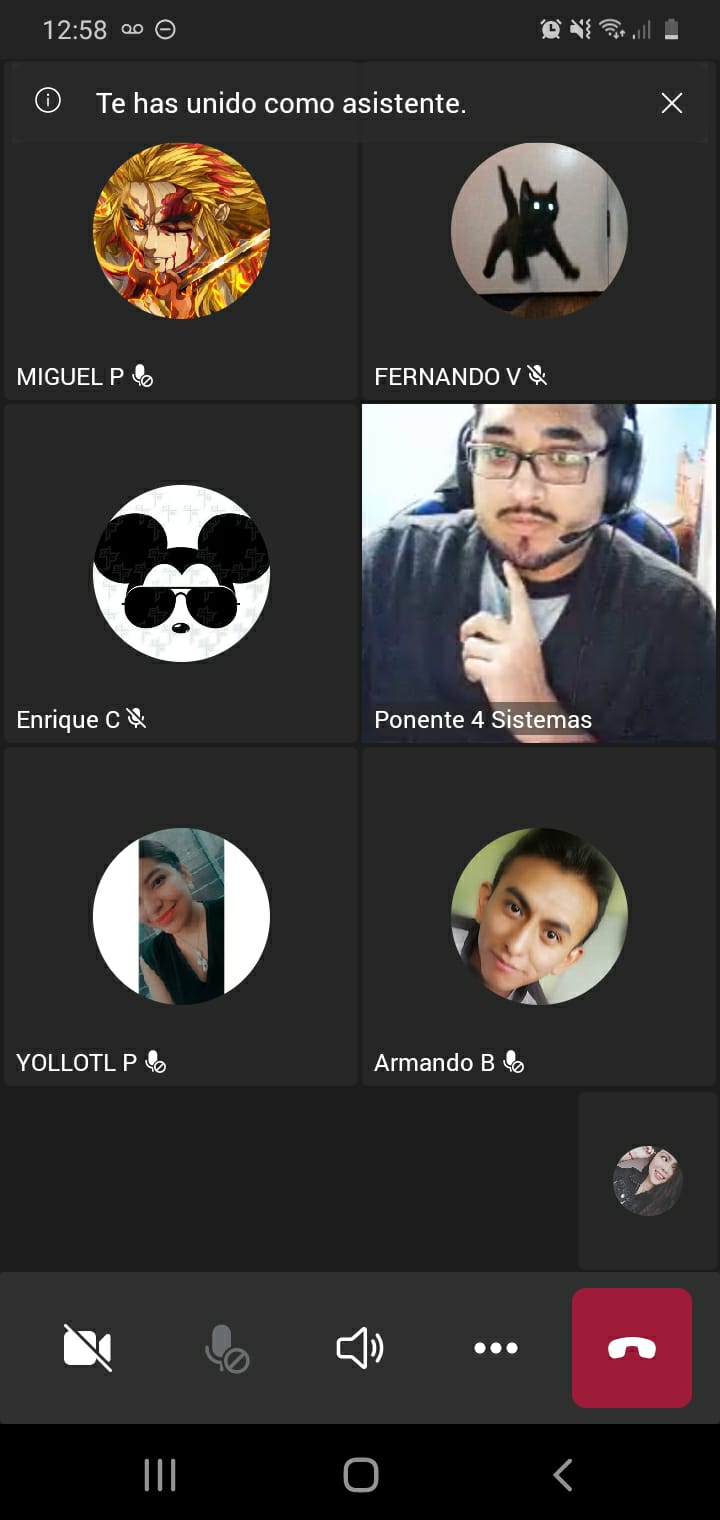 12:58
Te has unido como asistente.
MIGUEL P
FERNANDO V
Enrique C
Ponente 4 Sistemas
YOLLOTL P
Armando B